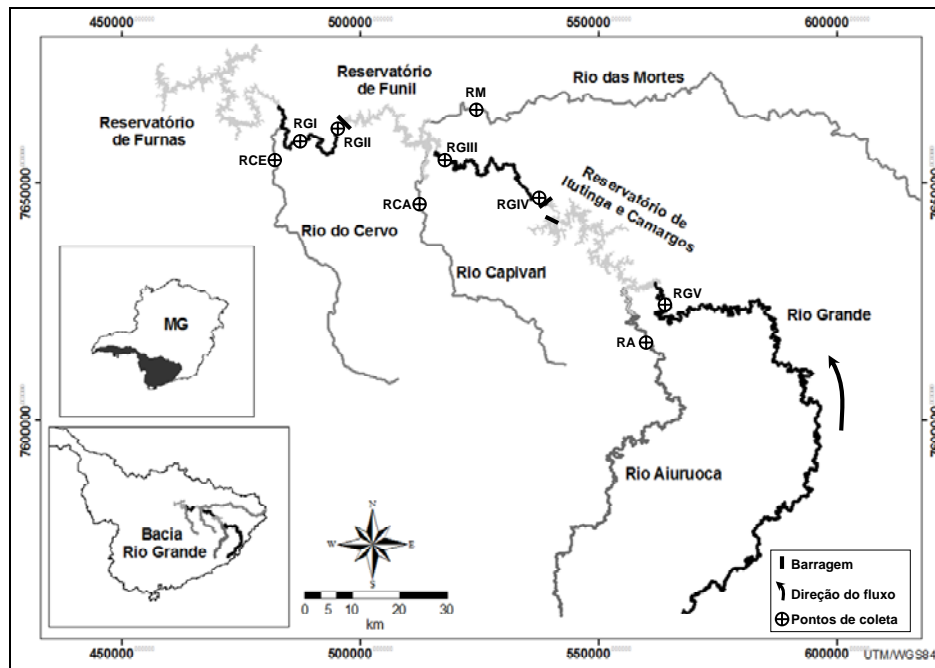 450000
500000
550000
600000
Reservatório
de Funil
Rio das Mortes
RM
Reservatório
de Furnas
RGI
RGII
RCE
RGIII
RCA
RGIV
Reservatório de
Itutinga e Camargos
7650000
Rio do Cervo
Rio Capivari
MG
RGV
Rio Grande
RA
7600000
7600000
Rio Aiuruoca
Bacia
Rio Grande
N
W
E
S
0 5 10 20 30
km
Barragem
Direção do fluxo
Pontos de coleta
450000
500000
550000
600000
UTM/WGS84